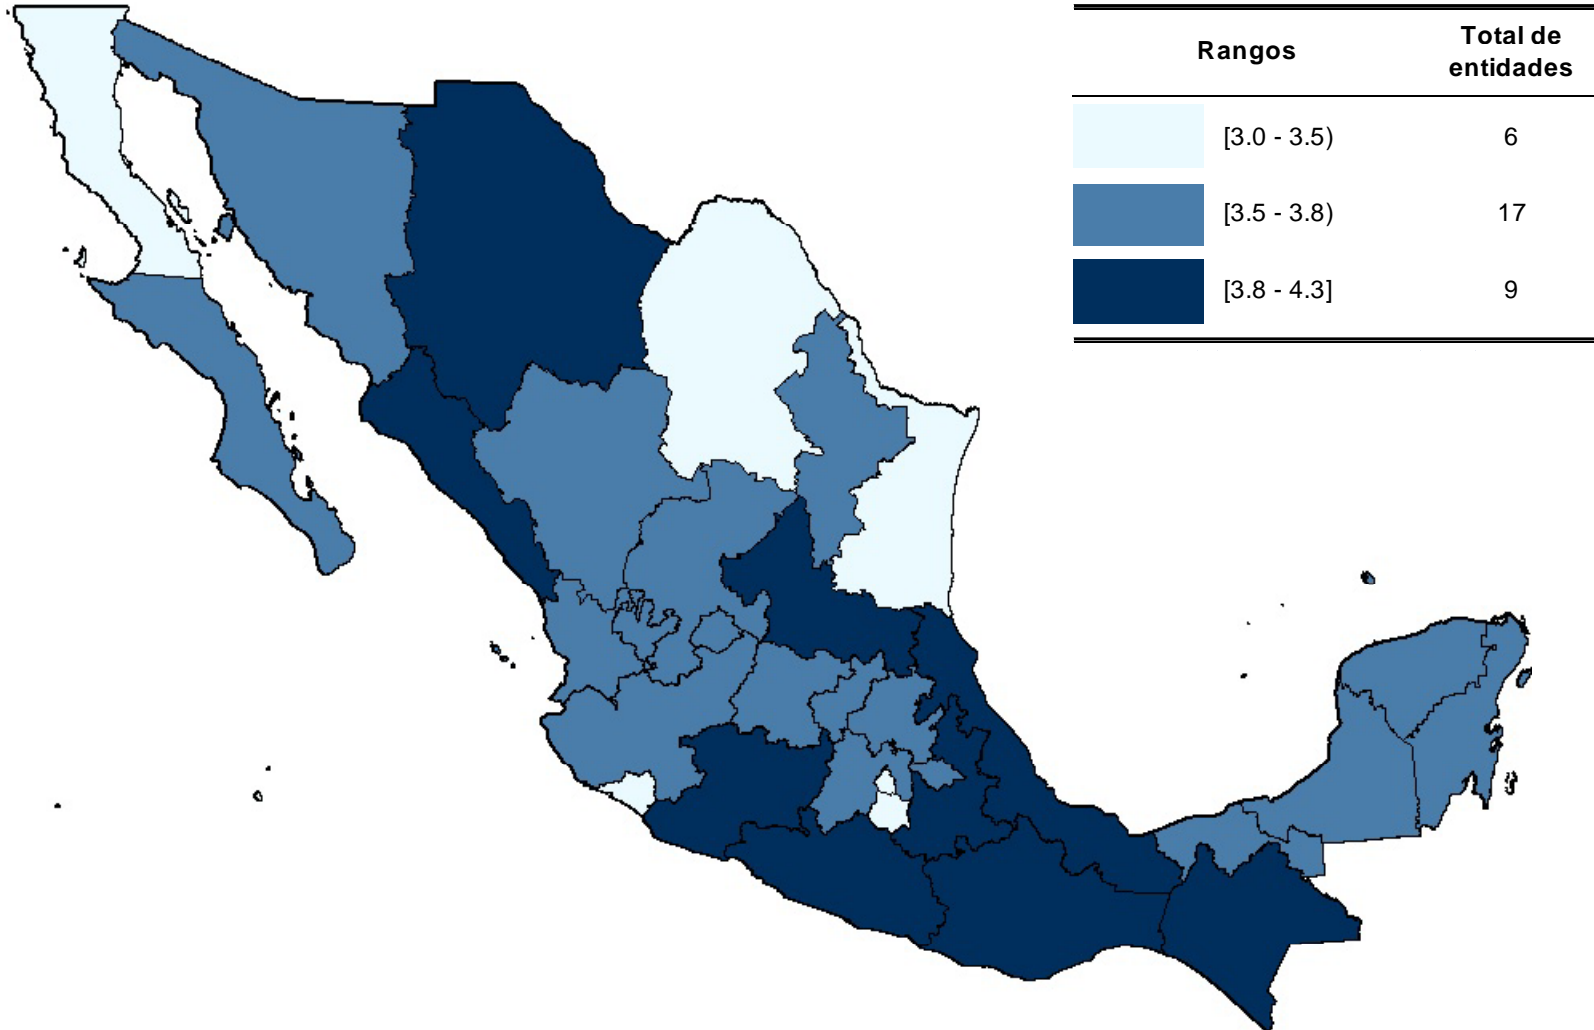 Rangos Total de entidades
[3.0 - 3.5) 6
[3.5 - 3.8) 17
[3.8 - 4.3] 9